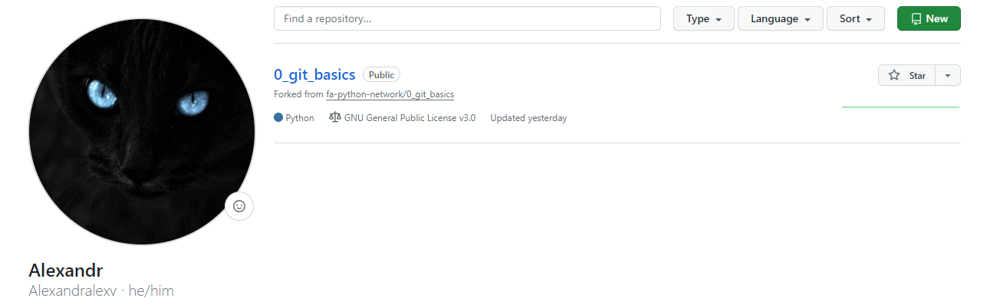 Find a repository...
Type
Language
Sort
New
0_git_basics
Public
Star
Forked from fa-python-network/0_git_basics
Python
GNU General Public License v3.0
Updated yesterday
Alexandr
Alexandralexv · he/him